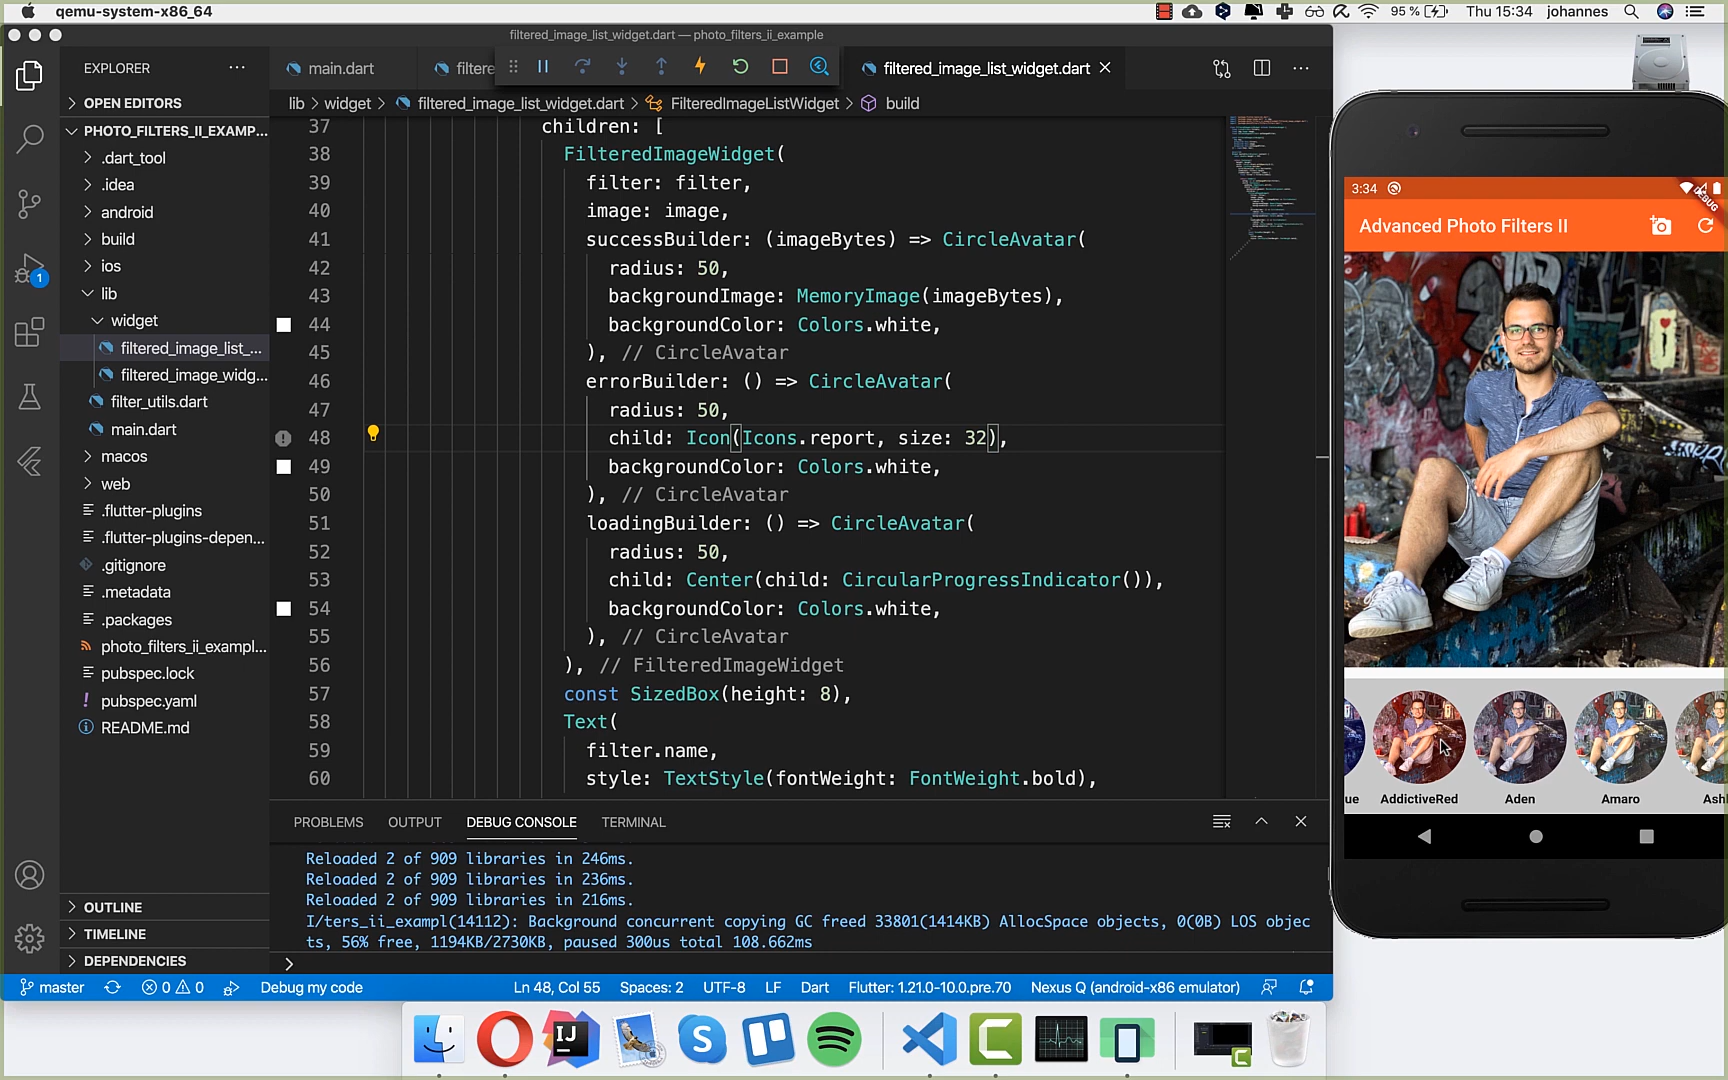 qemu-system-x86_64
95 %
Thu 15:34
johannes
filtered_image_list_widget.dart — photo_filters_ii_example
EXPLORER
main.dart
filtere
filtered_image_list_widget.dart
OPEN EDITORS
lib > widget > filtered_image_list_widget.dart > FilteredImageListWidget > build
PHOTO_FILTERS_II_EXAMP...
.dart_tool
.idea
android
build
ios
lib
widget
filtered_image_list_...
filtered_image_widg...
filter_utils.dart
main.dart
macos
web
.flutter-plugins
.flutter-plugins-depen...
.gitignore
.metadata
.packages
photo_filters_ii_exampl...
pubspec.lock
pubspec.yaml
README.md
OUTLINE
TIMELINE
DEPENDENCIES
1
37 children: [
38 FilteredImageWidget(
39 filter: filter,
40 image: image,
41 successBuilder: (imageBytes) => CircleAvatar(
42 radius: 50,
43 backgroundImage: MemoryImage(imageBytes),
44 backgroundColor: Colors.white,
45 ), // CircleAvatar
46 errorBuilder: () => CircleAvatar(
47 radius: 50,
48 child: Icon(Icons.report, size: 32),
49 backgroundColor: Colors.white,
50 ), // CircleAvatar
51 loadingBuilder: () => CircleAvatar(
52 radius: 50,
53 child: Center(child: CircularProgressIndicator()),
54 backgroundColor: Colors.white,
55 ), // CircleAvatar
56 ), // FilteredImageWidget
57 const SizedBox(height: 8),
58 Text(
59 filter.name,
60 style: TextStyle(fontWeight: FontWeight.bold),
PROBLEMS OUTPUT DEBUG CONSOLE TERMINAL
Reloaded 2 of 909 libraries in 246ms.
Reloaded 2 of 909 libraries in 236ms.
Reloaded 2 of 909 libraries in 216ms.
I/ters_ii_exampl(14112): Background concurrent copying GC freed 33801(1414KB) AllocSpace objects, 0(0B) LOS objec
ts, 56% free, 1194KB/2730KB, paused 300us total 108.662ms
>
master
0 0
Debug my code
Ln 48, Col 55
Spaces: 2
UTF-8
LF
Dart
Flutter: 1.21.0-10.0.pre.70
Nexus Q (android-x86 emulator)
3:34
DEBUG
Advanced Photo Filters II
ue
AddictiveRed
Aden
Amaro
Ash
IJ